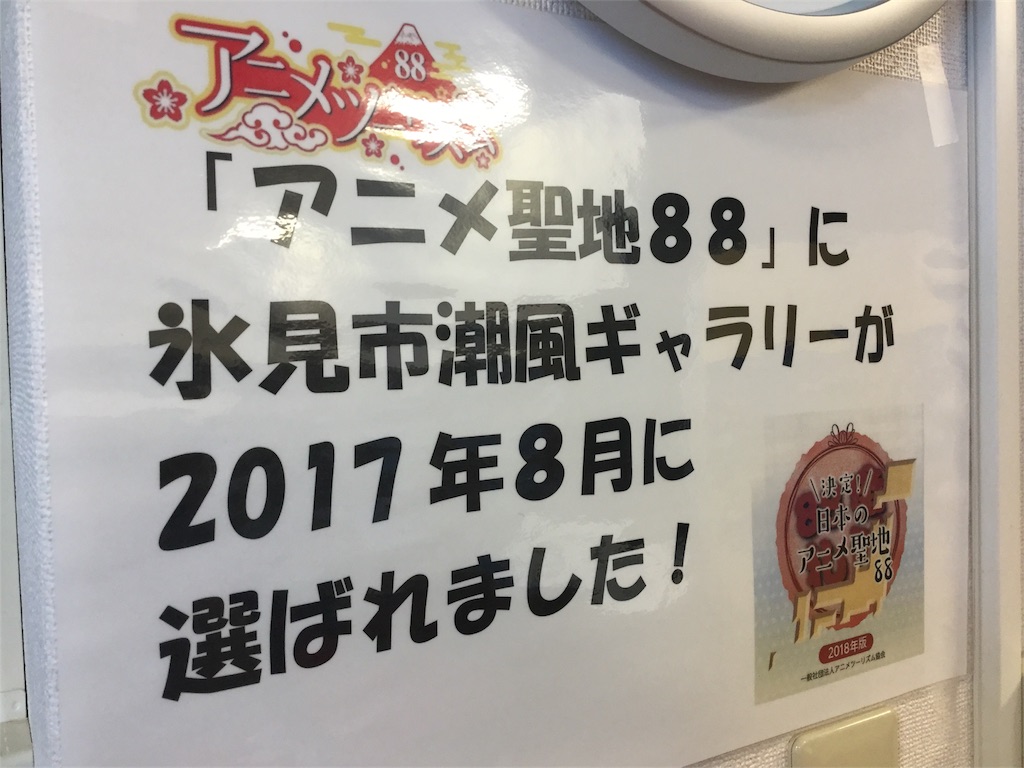 88
アニメツーリズム
「アニメ聖地88」に
氷見市潮風ギャラリーが
2017年8月に
選ばれました!
\決定!/
日本の
アニメ聖地
88
2018年版
一般社団法人アニメツーリズム協会